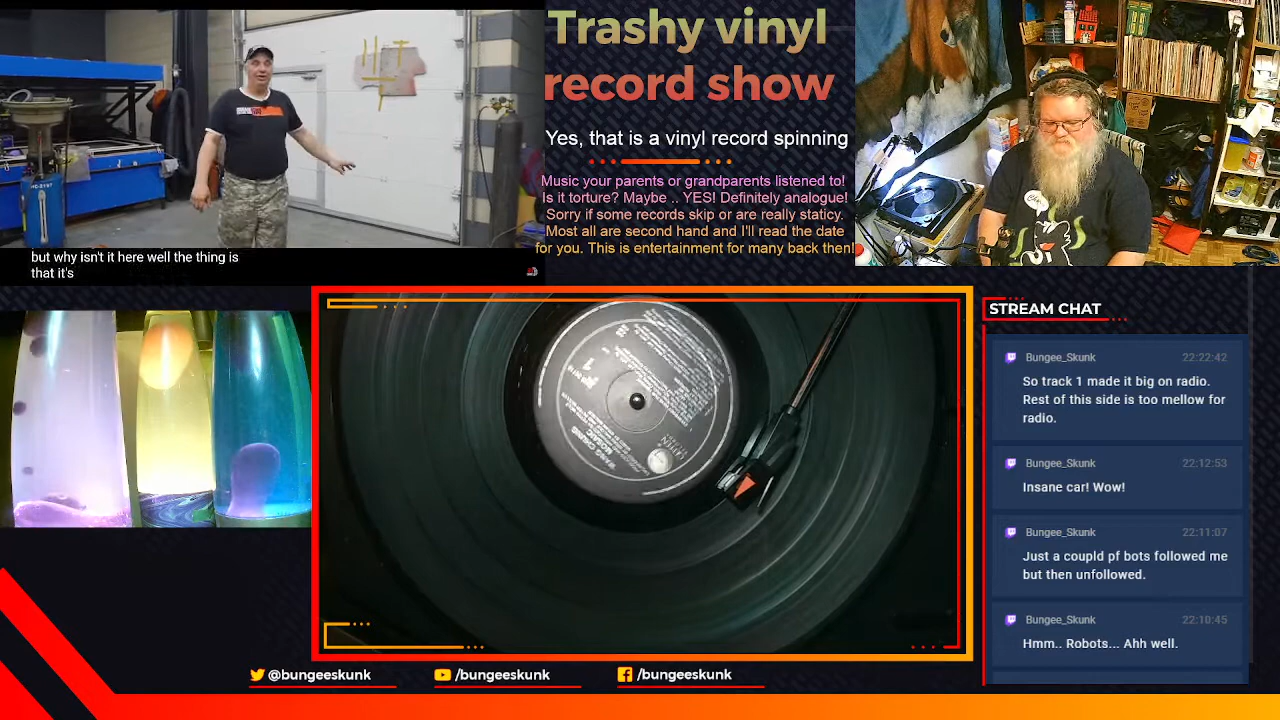 Trashy vinyl
record show
Yes, that is a vinyl record spinning
Music your parents or grandparents listened to!
Is it torture? Maybe .. YES! Definitely analogue!
Sorry if some records skip or are really staticy.
Most all are second hand and I'll read the date
for you. This is entertainment for many back then!
but why isn't it here well the thing is
that it's
STREAM CHAT
Bungee_Skunk 22:22:42
So track 1 made it big on radio.
Rest of this side is too mellow for
radio.
Bungee_Skunk 22:12:53
Insane car! Wow!
Bungee_Skunk 22:11:07
Just a coupld pf bots followed me
but then unfollowed.
Bungee_Skunk 22:10:45
Hmm.. Robots... Ahh well.
WANG CHUNG
MOSAIC
1
@bungeeskunk
/bungeeskunk
/bungeeskunk